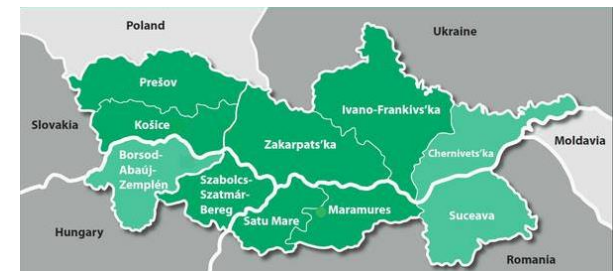 Poland
Ukraine
Prešov
Ivano-Frankivs'ka
Slovakia
Košice
Zakarpats'ka
Chernivets'ka
Moldavia
Borsod-
Abaúj-
Zemplén
Szabolcs-
Szatmár-
Bereg
Satu Mare
Maramures
Suceava
Hungary
Romania